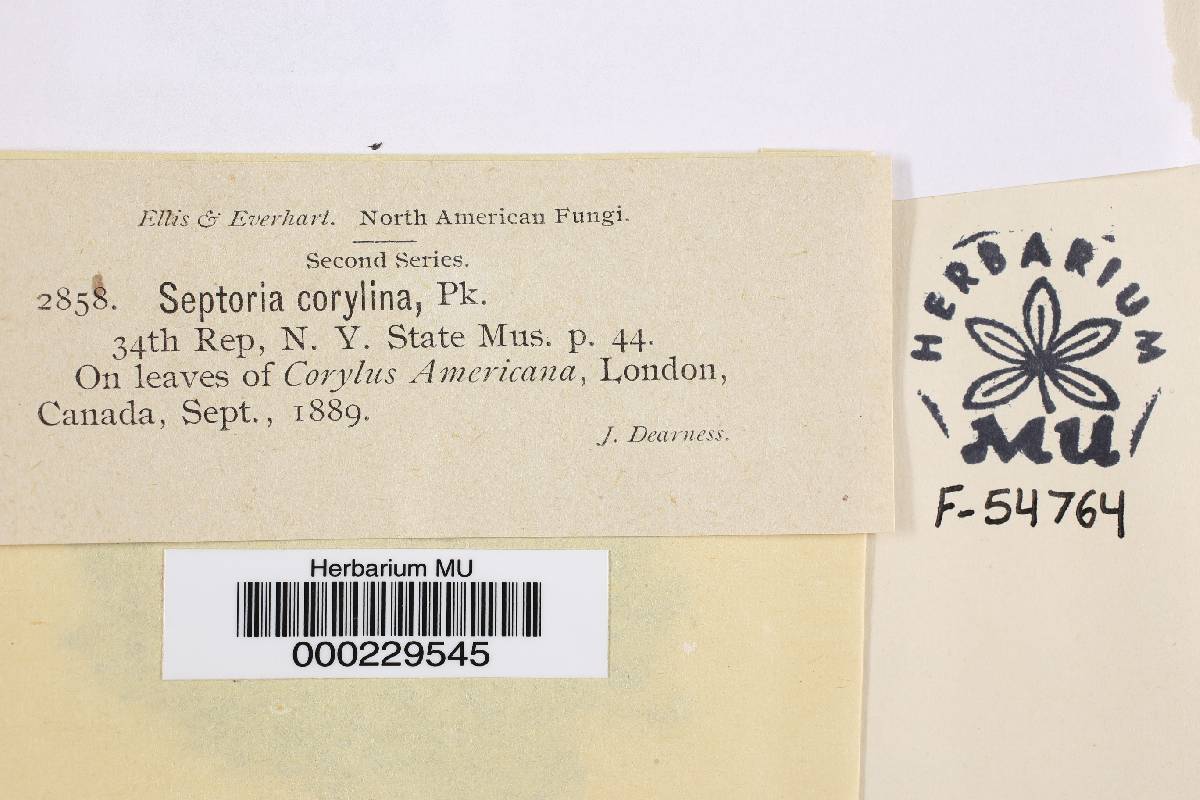 Ellis & Everhart. North American Fungi.
Second Series.
2858. Septoria corylina, Pk.
34th Rep, N. Y. State Mus. p. 44.
On leaves of Corylus Americana, London,
Canada, Sept., 1889.
J. Dearness.
HERBARIUM
MU
F-54764
Herbarium MU
000229545